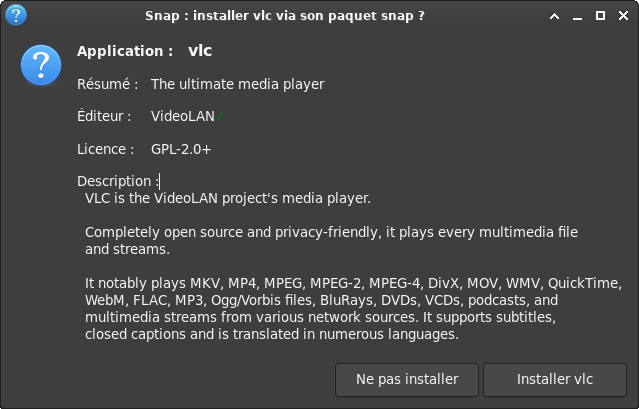 Snap : installer vlc via son paquet snap ?
Application : vlc
Résumé : The ultimate media player
Éditeur : VideoLAN✓
Licence : GPL-2.0+
Description :
VLC is the VideoLAN project's media player.
Completely open source and privacy-friendly, it plays every multimedia file
and streams.
It notably plays MKV, MP4, MPEG, MPEG-2, MPEG-4, DivX, MOV, WMV, QuickTime,
WebM, FLAC, MP3, Ogg/Vorbis files, BluRays, DVDs, VCDs, podcasts, and
multimedia streams from various network sources. It supports subtitles,
closed captions and is translated in numerous languages.
Ne pas installer
Installer vlc